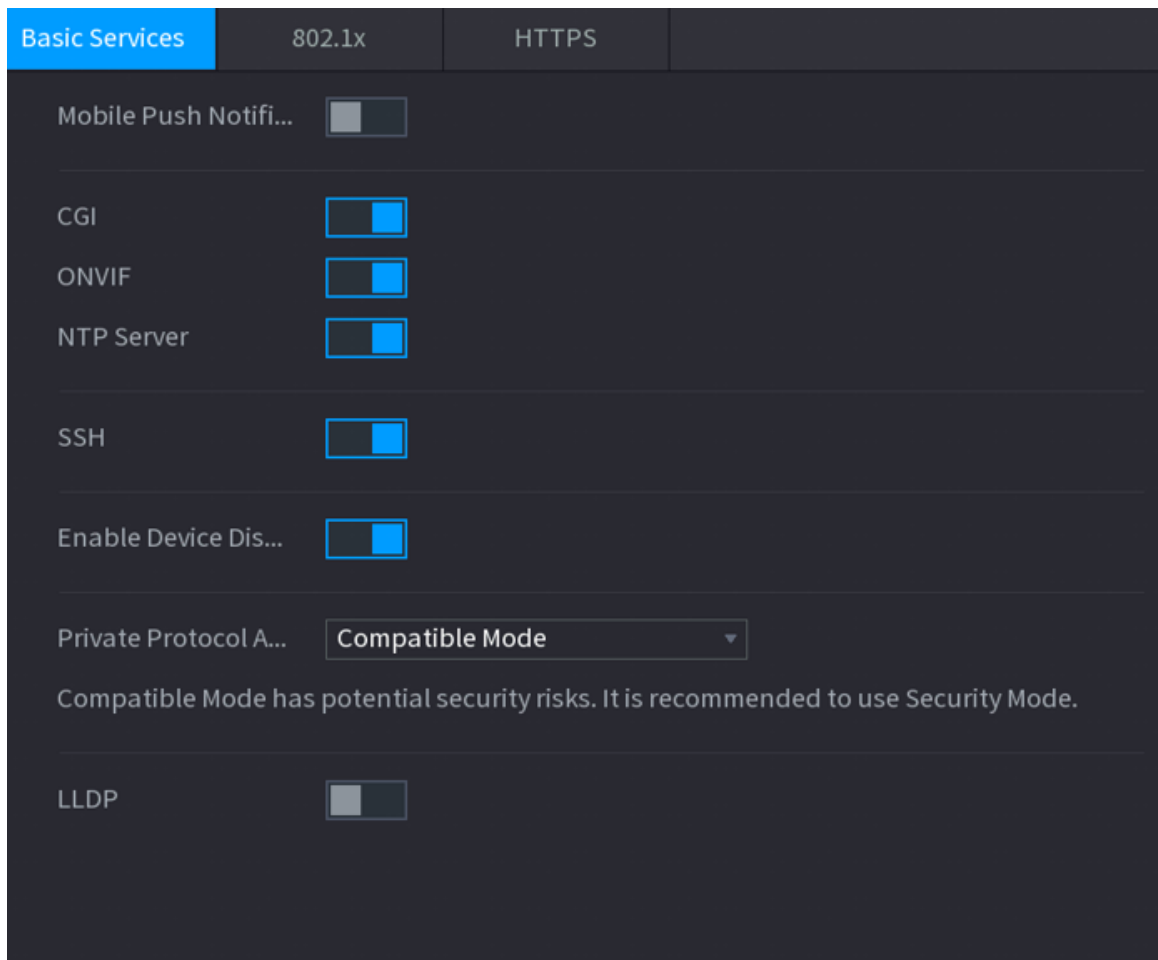 Basic Services 802.1x HTTPS
Mobile Push Notifi...
CGI
ONVIF
NTP Server
SSH
Enable Device Dis...
Private Protocol A... Compatible Mode
Compatible Mode has potential security risks. It is recommended to use Security Mode.
LLDP